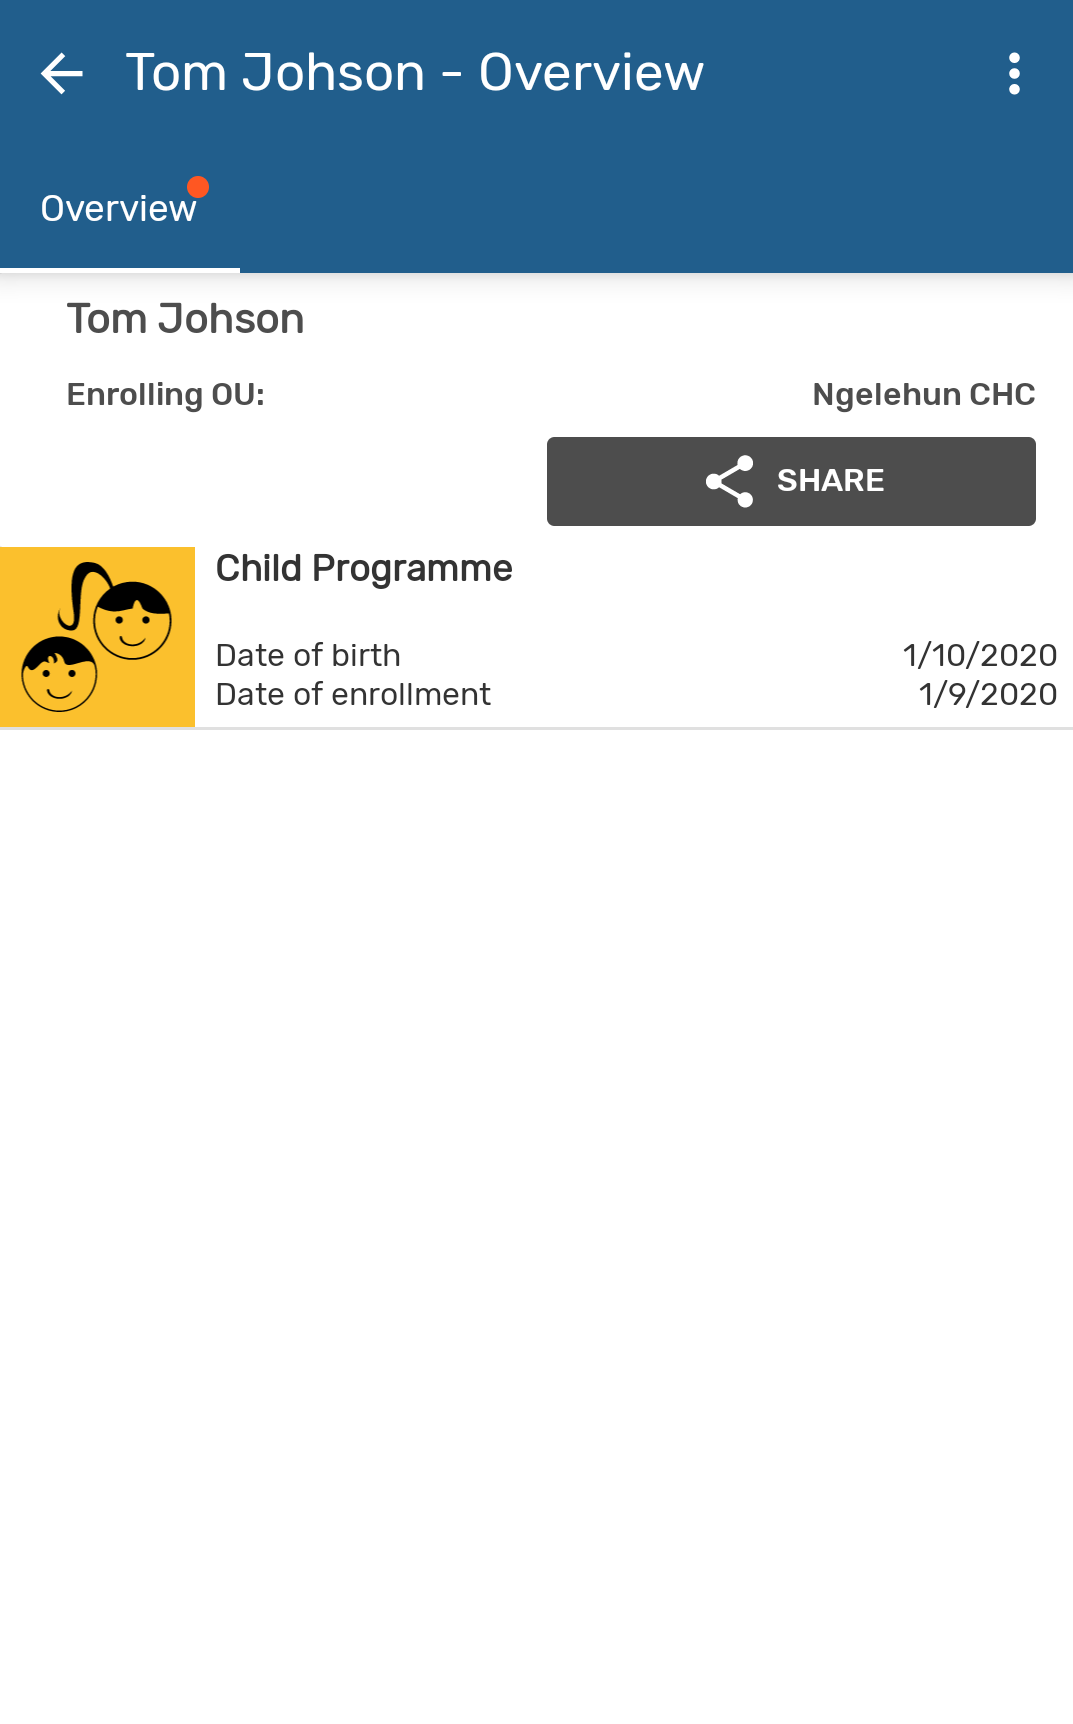 Tom Johson - Overview
Overview
Tom Johson
Enrolling OU: Ngelehun CHC
SHARE
Child Programme
Date of birth 1/10/2020
Date of enrollment 1/9/2020